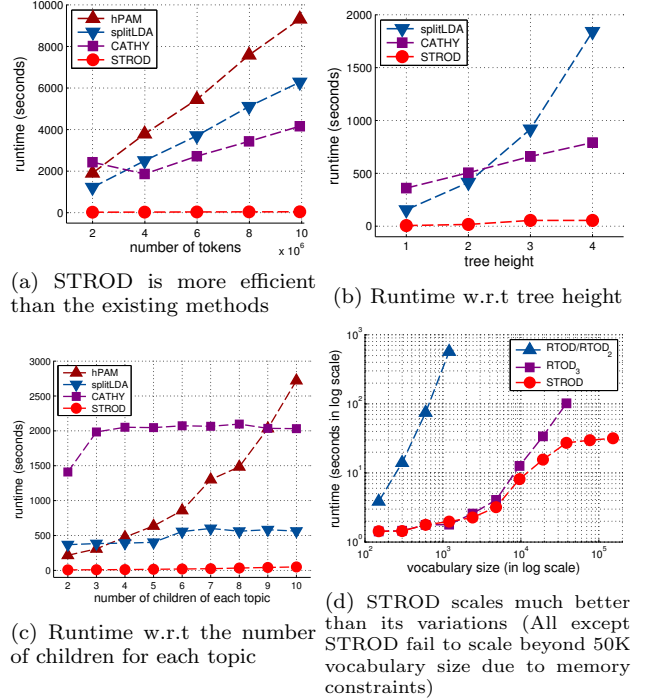 10000
8000
6000
4000
2000
0
runtime (seconds)
hPAM
splitLDA
CATHY
STROD
2 4 6 8 10
number of tokens
x 10^6
(a) STROD is more efficient
than the existing methods
2000
1500
1000
500
0
runtime (seconds)
splitLDA
CATHY
STROD
1 2 3 4
tree height
(b) Runtime w.r.t tree height
3000
2500
2000
1500
1000
500
0
runtime (seconds)
hPAM
splitLDA
CATHY
STROD
2 3 4 5 6 7 8 9 10
number of children of each topic
(c) Runtime w.r.t the number
of children for each topic
10^3
10^2
10^1
10^0
runtime (seconds in log scale)
RTOD/RTOD_2
RTOD_3
STROD
10^2 10^3 10^4 10^5
vocabulary size (in log scale)
(d) STROD scales much better
than its variations (All except
STROD fail to scale beyond 50K
vocabulary size due to memory
constraints)